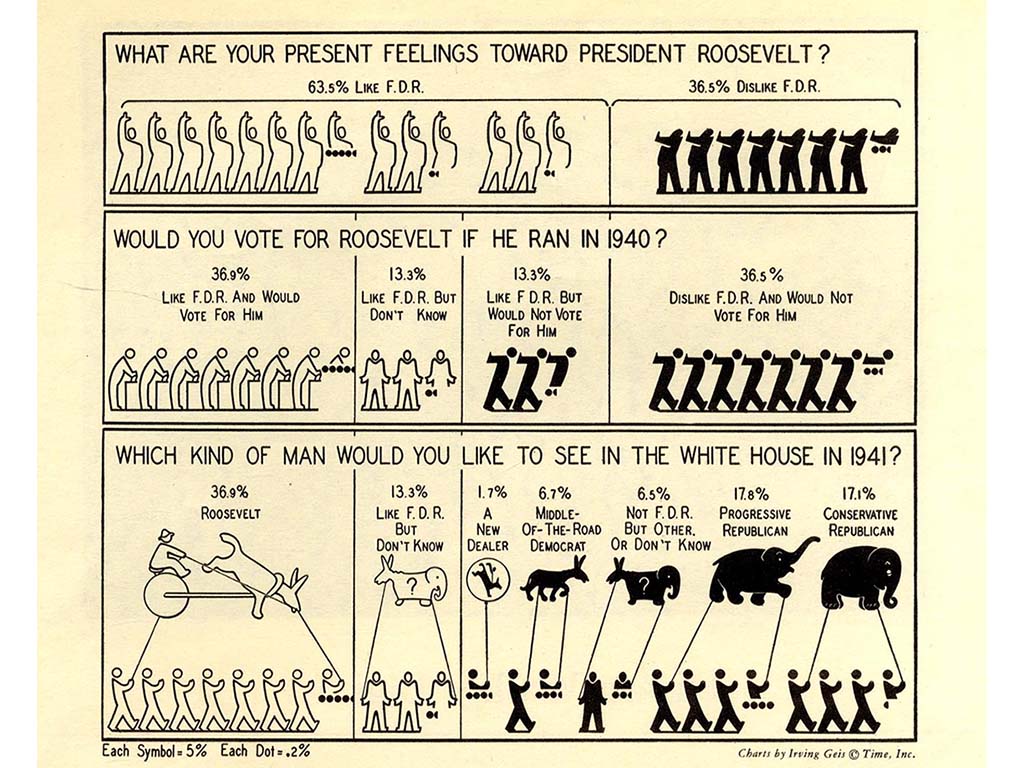 WHAT ARE YOUR PRESENT FEELINGS TOWARD PRESIDENT ROOSEVELT?
63.5% LIKE F.D.R.
36.5% DISLIKE F.D.R.
WOULD YOU VOTE FOR ROOSEVELT IF HE RAN IN 1940?
36.9%
LIKE F.D.R. AND WOULD
VOTE FOR HIM
13.3%
LIKE F.D.R. BUT
DON'T KNOW
13.3%
LIKE F D.R. BUT
WOULD NOT VOTE
FOR HIM
36.5%
DISLIKE F.D.R. AND WOULD NOT
VOTE FOR HIM
WHICH KIND OF MAN WOULD YOU LIKE TO SEE IN THE WHITE HOUSE IN 1941?
36.9%
ROOSEVELT
13.3%
LIKE F.D.R.
BUT
DON'T KNOW
?
1.7%
A
NEW
DEALER
6.7%
MIDDLE-
OF-THE-ROAD
DEMOCRAT
6.5%
NOT F.D.R.
BUT OTHER,
OR DON'T KNOW
?
17.8%
PROGRESSIVE
REPUBLICAN
17.1%
CONSERVATIVE
REPUBLICAN
Each Symbol=5% Each Dot=.2%
Charts by Irving Geis © Time, Inc.